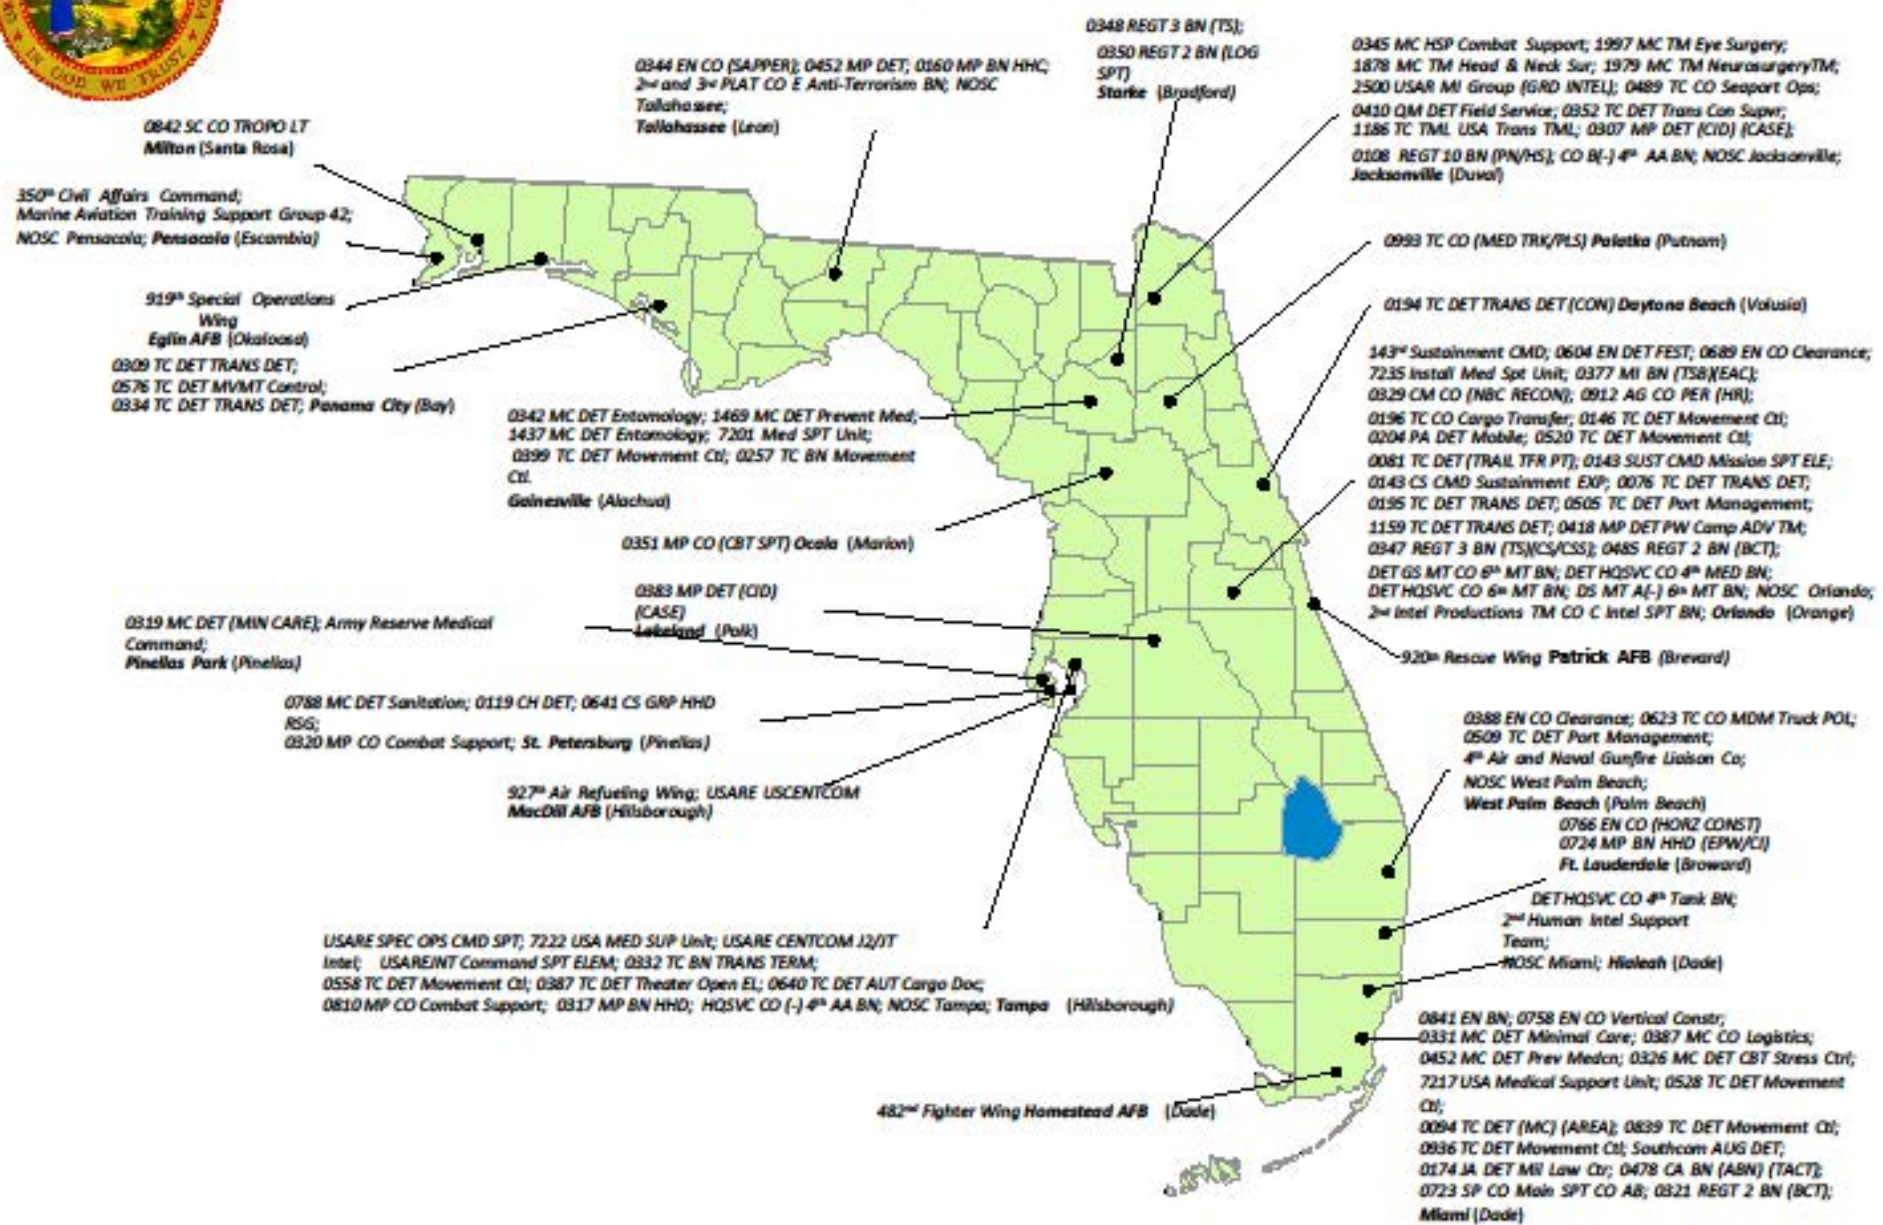 IN GOD WE TRUST
0348 REGT 3 BN (TS);
0350 REGT 2 BN (LOG
SPT)
Starke (Bradford)
0345 MC HSP Combat Support; 1997 MC TM Eye Surgery;
1878 MC TM Head & Neck Sur; 1979 MC TM NeurosurgeryTM;
2500 USAR MI Group (GRD INTEL); 0489 TC CO Seaport Ops;
0410 QM DET Field Service; 0352 TC DET Trans Con Supvr;
1186 TC TML USA Trans TML; 0307 MP DET (CID) (CASE);
0108 REGT 10 BN (PN/HS); CO B(-) 4th AA BN; NOSC Jacksonville;
Jacksonville (Duval)
0344 EN CO (SAPPER); 0452 MP DET; 0160 MP BN HHC;
2nd and 3rd PLAT CO E Anti-Terrorism BN; NOSC
Tallahassee;
Tallahassee (Leon)
0842 SC CO TROPO LT
Milton (Santa Rosa)
350th Civil Affairs Command;
Marine Aviation Training Support Group 42;
NOSC Pensacola; Pensacola (Escambia)
919th Special Operations
Wing
Eglin AFB (Okaloosa)
0309 TC DET TRANS DET;
0576 TC DET MVMT Control;
0334 TC DET TRANS DET; Panama City (Bay)
0993 TC CO (MED TRK/PLS) Palatka (Putnam)
0194 TC DET TRANS DET (CON) Daytona Beach (Volusia)
143rd Sustainment CMD; 0604 EN DET FEST; 0689 EN CO Clearance;
7235 Install Med Spt Unit; 0377 MI BN (TSB)(EAC);
0329 CM CO (NBC RECON); 0912 AG CO PER (HR);
0196 TC CO Cargo Transfer; 0146 TC DET Movement Ctl;
0204 PA DET Mobile; 0520 TC DET Movement Ctl;
0081 TC DET (TRAIL TFR PT); 0143 SUST CMD Mission SPT ELE;
0143 CS CMD Sustainment EXP; 0076 TC DET TRANS DET;
0195 TC DET TRANS DET; 0505 TC DET Port Management;
1159 TC DET TRANS DET; 0418 MP DET PW Camp ADV TM;
0347 REGT 3 BN (TS)(CS/CSS); 0485 REGT 2 BN (BCT);
DET GS MT CO 6th MT BN; DET HQSVC CO 4th MED BN;
DET HQSVC CO 6th MT BN; DS MT A(-) 6th MT BN; NOSC Orlando;
2nd Intel Productions TM CO C Intel SPT BN; Orlando (Orange)
0342 MC DET Entomology; 1469 MC DET Prevent Med;
1437 MC DET Entomology; 7201 Med SPT Unit;
0399 TC DET Movement Ctl; 0257 TC BN Movement
Ctl.
Gainesville (Alachua)
0351 MP CO (CBT SPT) Ocala (Marion)
0383 MP DET (CID)
(CASE)
Lakeland (Polk)
0319 MC DET (MIN CARE); Army Reserve Medical
Command;
Pinellas Park (Pinellas)
920th Rescue Wing Patrick AFB (Brevard)
0788 MC DET Sanitation; 0119 CH DET; 0641 CS GRP HHD
RSG;
0320 MP CO Combat Support; St. Petersburg (Pinellas)
927th Air Refueling Wing; USARE USCENTCOM
MacDill AFB (Hillsborough)
0388 EN CO Clearance; 0623 TC CO MDM Truck POL;
0509 TC DET Port Management;
4th Air and Naval Gunfire Liaison Co;
NOSC West Palm Beach;
West Palm Beach (Palm Beach)
0766 EN CO (HORZ CONST)
0724 MP BN HHD (EPW/CI)
Ft. Lauderdale (Broward)
DET HQSVC CO 4th Tank BN;
2nd Human Intel Support
Team;
NOSC Miami; Hialeah (Dade)
USARE SPEC OPS CMD SPT; 7222 USA MED SUP Unit; USARE CENTCOM J2/JT
Intel; USAREJNT Command SPT ELEM; 0332 TC BN TRANS TERM;
0558 TC DET Movement Ctl; 0387 TC DET Theater Open EL; 0640 TC DET AUT Cargo Doc;
0810 MP CO Combat Support; 0317 MP BN HHD; HQSVC CO (-) 4th AA BN; NOSC Tampa; Tampa (Hillsborough)
482nd Fighter Wing Homestead AFB (Dade)
0841 EN BN; 0758 EN CO Vertical Constr;
0331 MC DET Minimal Care; 0387 MC CO Logistics;
0452 MC DET Prev Medcn; 0326 MC DET CBT Stress Ctrl;
7217 USA Medical Support Unit; 0528 TC DET Movement
Ctl;
0094 TC DET (MC) (AREA); 0839 TC DET Movement Ctl;
0936 TC DET Movement Ctl; Southcom AUG DET;
0174 JA DET Mil Law Ctr; 0478 CA BN (ABN) (TACT);
0723 SP CO Main SPT CO AB; 0321 REGT 2 BN (BCT);
Miami (Dade)